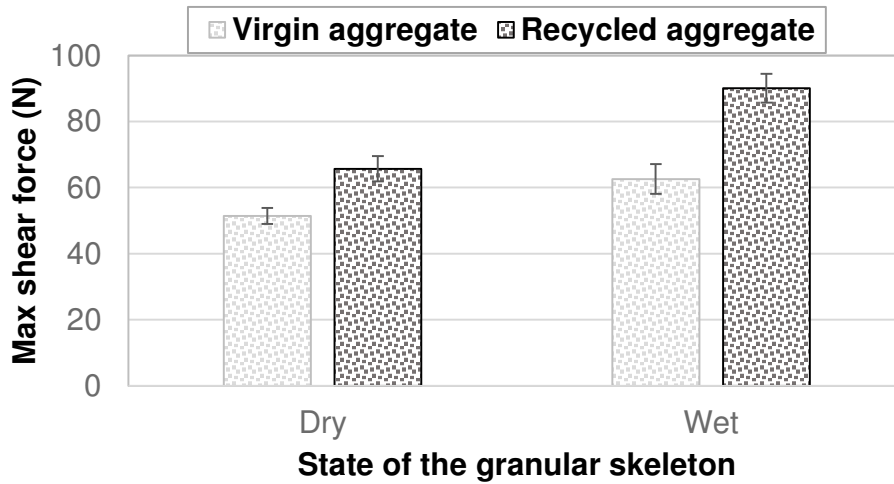 Virgin aggregate Recycled aggregate
Max shear force (N)
100
80
60
40
20
0
Dry Wet
State of the granular skeleton